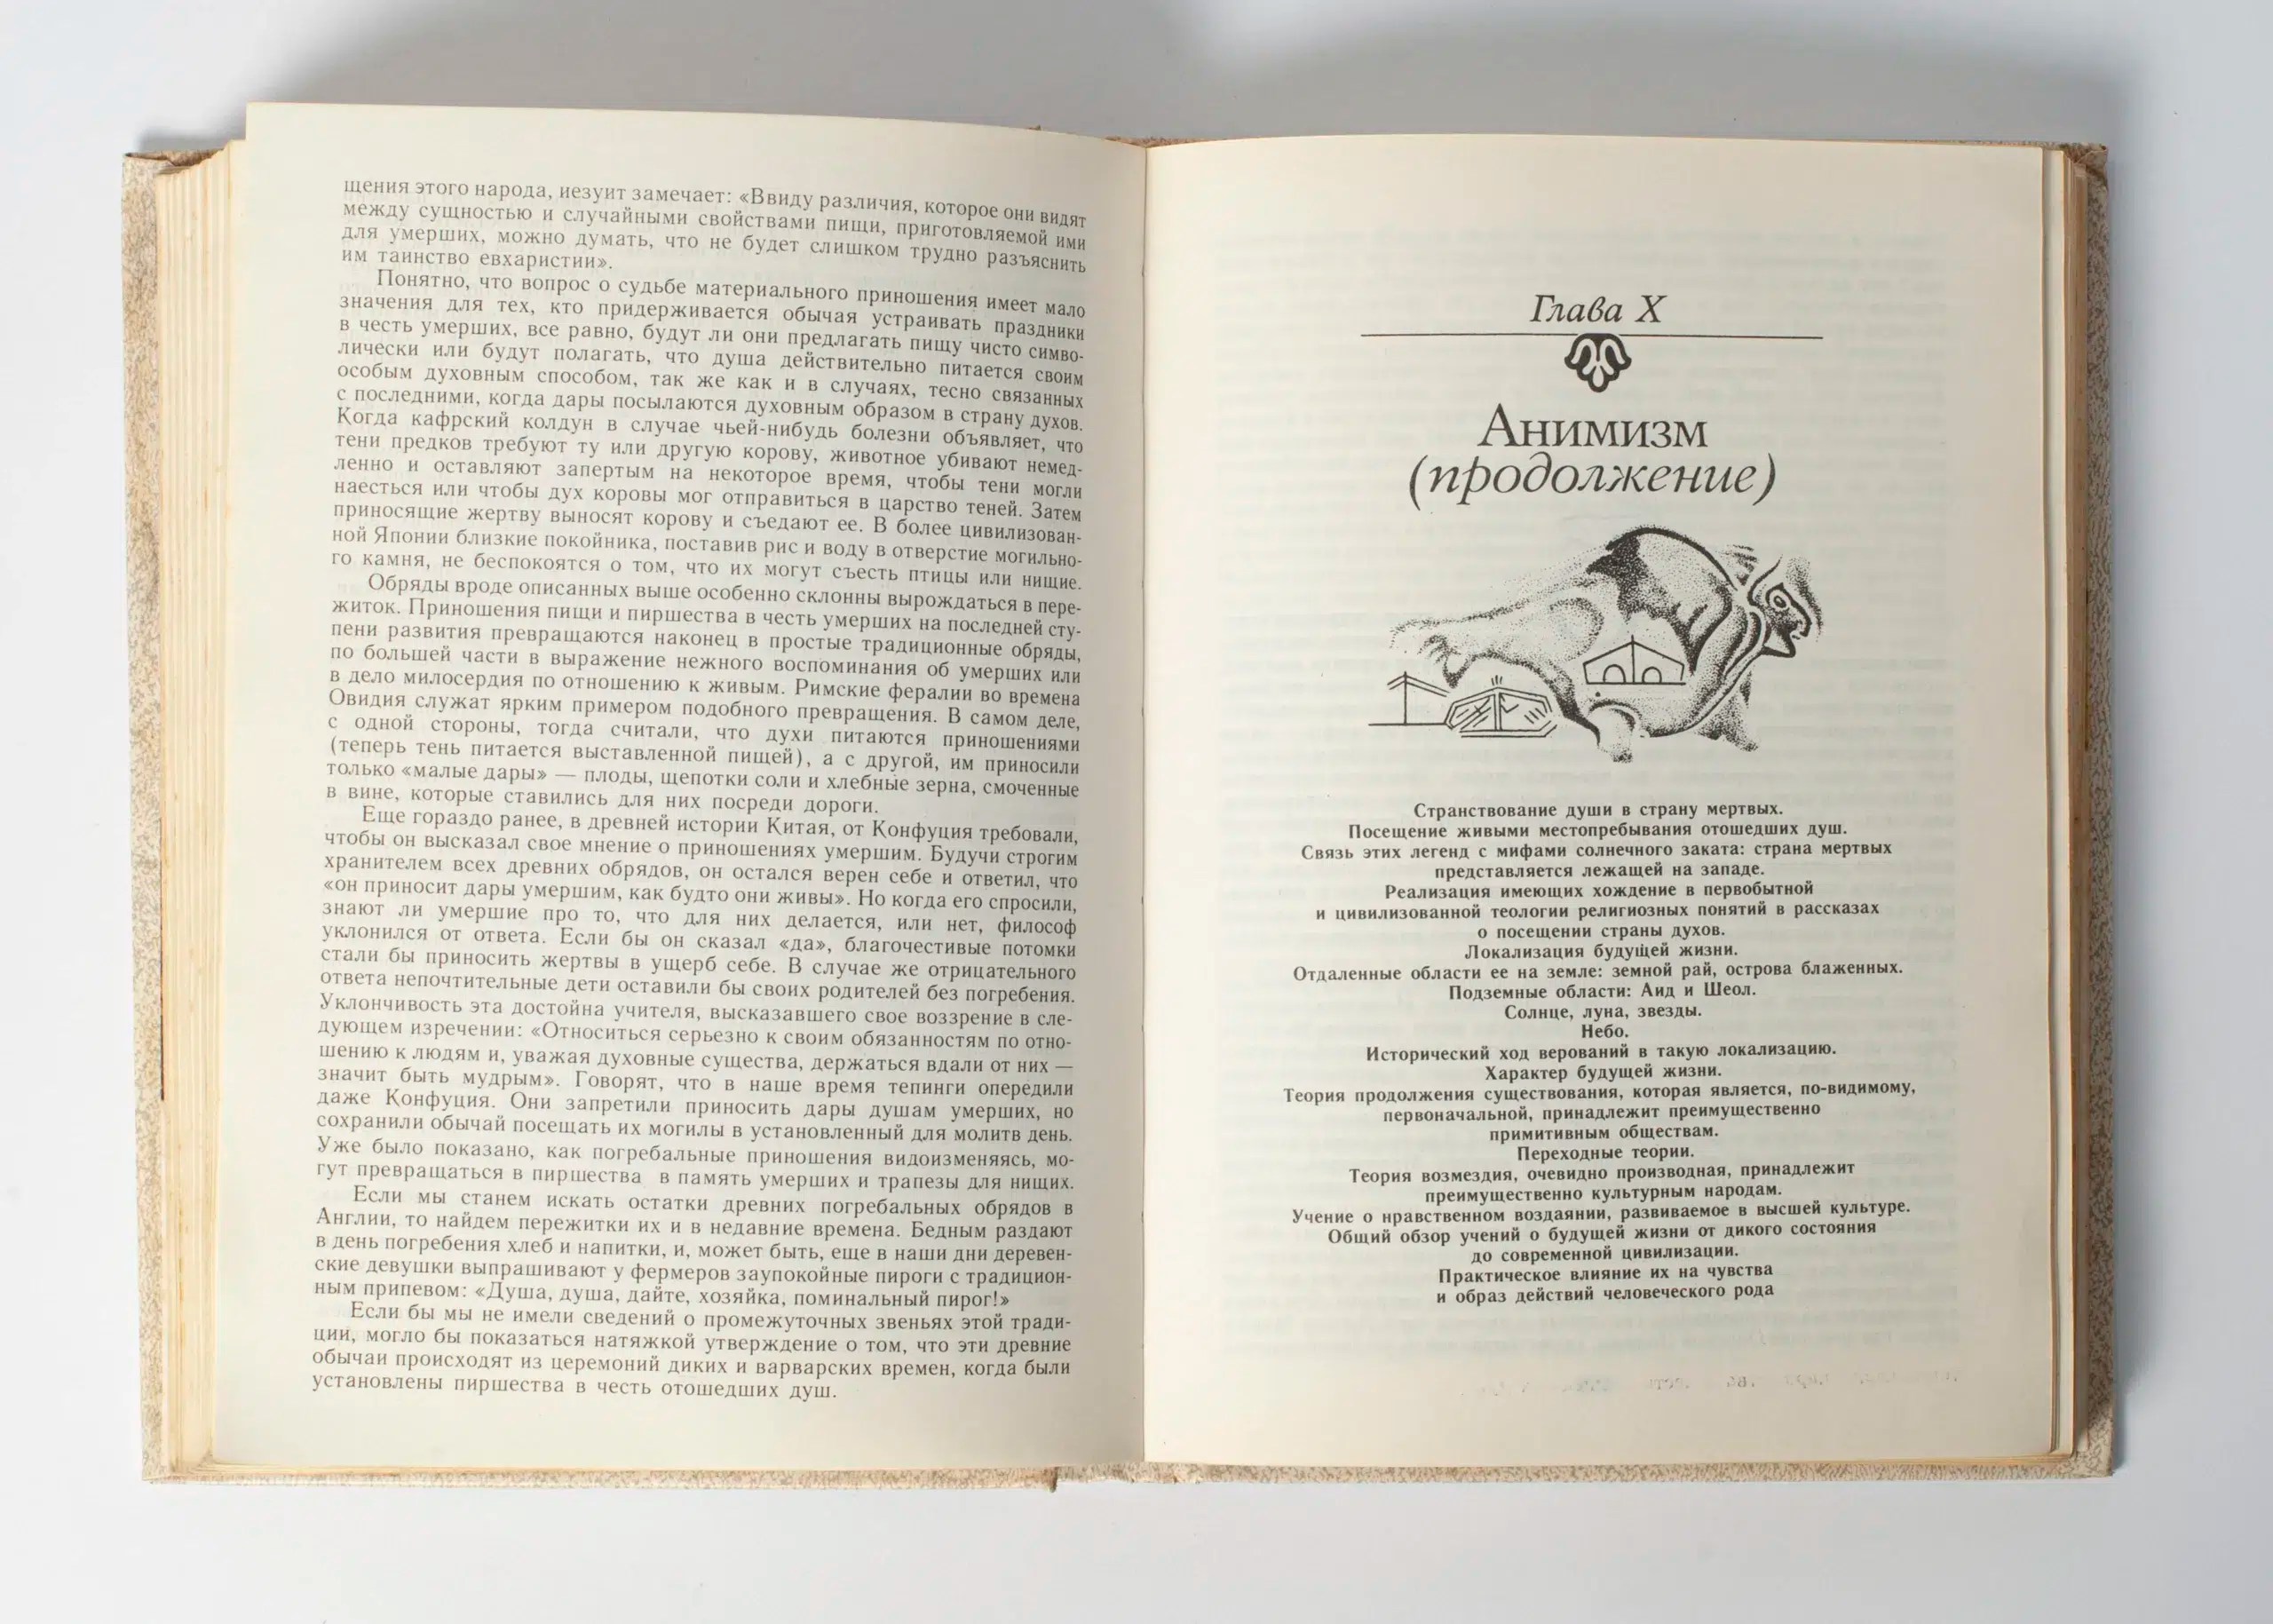 щения этого народа, иезуит замечает: «Ввиду различия, которое они видят
между сущностью и случайными свойствами пищи, приготовляемой ими
для умерших, можно думать, что не будет слишком трудно разъяснить
им таинство евхаристии».
Понятно, что вопрос о судьбе материального приношения имеет мало
значения для тех, кто придерживается обычая устраивать праздники
в честь умерших, все равно, будут ли они предлагать пищу чисто симво-
лически или будут полагать, что душа действительно питается своим
особым духовным способом, так же как и в случаях, тесно связанных
с последними, когда дары посылаются духовным образом в страну духов.
Когда кафрский колдун в случае чьей-нибудь болезни объявляет, что
тени предков требуют ту или другую корову, животное убивают немед-
ленно и оставляют запертым на некоторое время, чтобы тени могли
наесться или чтобы дух коровы мог отправиться в царство теней. Затем
приносящие жертву выносят корову и съедают ее. В более цивилизован-
ной Японии близкие покойника, поставив рис и воду в отверстие могильно-
го камня, не беспокоятся о том, что их могут съесть птицы или нищие.
Обряды вроде описанных выше особенно склонны вырождаться в пере-
житок. Приношения пищи и пиршества в честь умерших на последней сту-
пени развития превращаются наконец в простые традиционные обряды,
по большей части в выражение нежного воспоминания об умерших или
в дело милосердия по отношению к живым. Римские фералии во времена
Овидия служат ярким примером подобного превращения. В самом деле,
с одной стороны, тогда считали, что духи питаются приношениями
(теперь тень питается выставленной пищей), а с другой, им приносили
только «малые дары» — плоды, щепотки соли и хлебные зерна, смоченные
в вине, которые ставились для них посреди дороги.
Еще гораздо ранее, в древней истории Китая, от Конфуция требовали,
чтобы он высказал свое мнение о приношениях умершим. Будучи строгим
хранителем всех древних обрядов, он остался верен себе и ответил, что
«он приносит дары умершим, как будто они живы». Но когда его спросили,
знают ли умершие про то, что для них делается, или нет, философ
уклонился от ответа. Если бы он сказал «да», благочестивые потомки
стали бы приносить жертвы в ущерб себе. В случае же отрицательного
ответа непочтительные дети оставили бы своих родителей без погребения.
Уклончивость эта достойна учителя, высказавшего свое воззрение в сле-
дующем изречении: «Относиться серьезно к своим обязанностям по отно-
шению к людям и, уважая духовные существа, держаться вдали от них —
значит быть мудрым». Говорят, что в наше время тепинги опередили
даже Конфуция. Они запретили приносить дары душам умерших, но
сохранили обычай посещать их могилы в установленный для молитв день.
Уже было показано, как погребальные приношения видоизменяясь, мо-
гут превращаться в пиршества в память умерших и трапезы для нищих.
Если мы станем искать остатки древних погребальных обрядов в
Англии, то найдем пережитки их и в недавние времена. Бедным раздают
в день погребения хлеб и напитки, и, может быть, еще в наши дни деревен-
ские девушки выпрашивают у фермеров заупокойные пироги с традицион-
ным припевом: «Душа, душа, дайте, хозяйка, поминальный пирог!»
Если бы мы не имели сведений о промежуточных звеньях этой тради-
ции, могло бы показаться натяжкой утверждение о том, что эти древние
обычаи происходят из церемоний диких и варварских времен, когда были
установлены пиршества в честь отошедших душ.
Глава X
Анимизм
(продолжение)
Странствование души в страну мертвых.
Посещение живыми местопребывания отошедших душ.
Связь этих легенд с мифами солнечного заката: страна мертвых
представляется лежащей на западе.
Реализация имеющих хождение в первобытной
и цивилизованной теологии религиозных понятий в рассказах
о посещении страны духов.
Локализация будущей жизни.
Отдаленные области ее на земле: земной рай, острова блаженных.
Подземные области: Аид и Шеол.
Солнце, луна, звезды.
Небо.
Исторический ход верований в такую локализацию.
Характер будущей жизни.
Теория продолжения существования, которая является, по-видимому,
первоначальной, принадлежит преимущественно
примитивным обществам.
Переходные теории.
Теория возмездия, очевидно производная, принадлежит
преимущественно культурным народам.
Учение о нравственном воздаянии, развиваемое в высшей культуре.
Общий обзор учений о будущей жизни от дикого состояния
до современной цивилизации.
Практическое влияние их на чувства
и образ действий человеческого рода